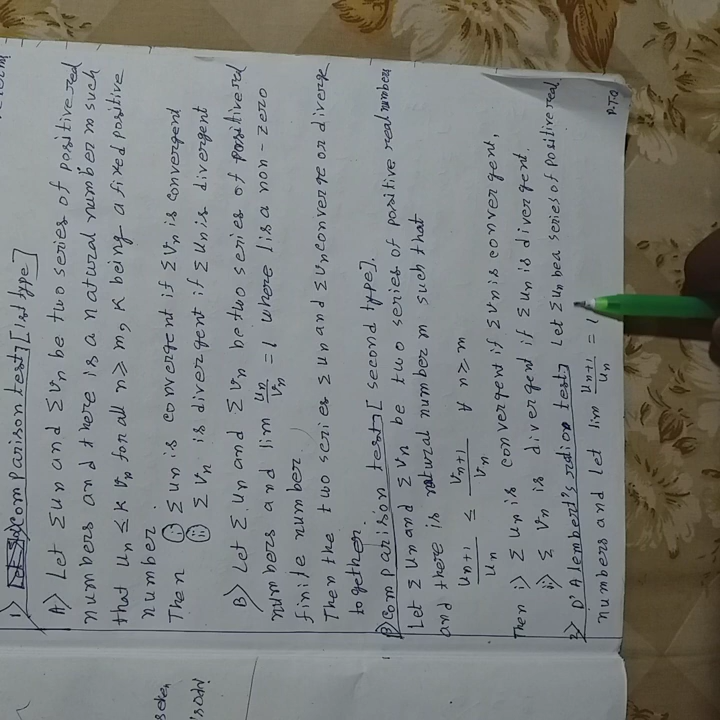 1) Comparison test [1st type]
A> Let Σun and Σvn be two series of positive real
numbers and there is a natural number m such
that un ≤ k vn for all n ≥ m, k being a fixed positive
number.
Then (i) Σun is convergent if Σvn is convergent
(ii) Σvn is divergent if Σun is divergent
B> Let Σun and Σvn be two series of positive real
numbers and lim un/vn = l where l is a non-zero
finite number.
Then the two series Σun and Σvn converge or diverge
together.
B> Comparison test [second type].
Let Σun and Σvn be two series of positive real numbers
and there is natural number m such that
un+1/un ≤ vn+1/vn ∀ n ≥ m
Then i) Σun is convergent if Σvn is convergent,
ii) Σvn is divergent if Σun is divergent.
2> D'Alembert's ration test] Let Σun be a series of positive real
numbers and let lim un+1/un = l
P.T.O